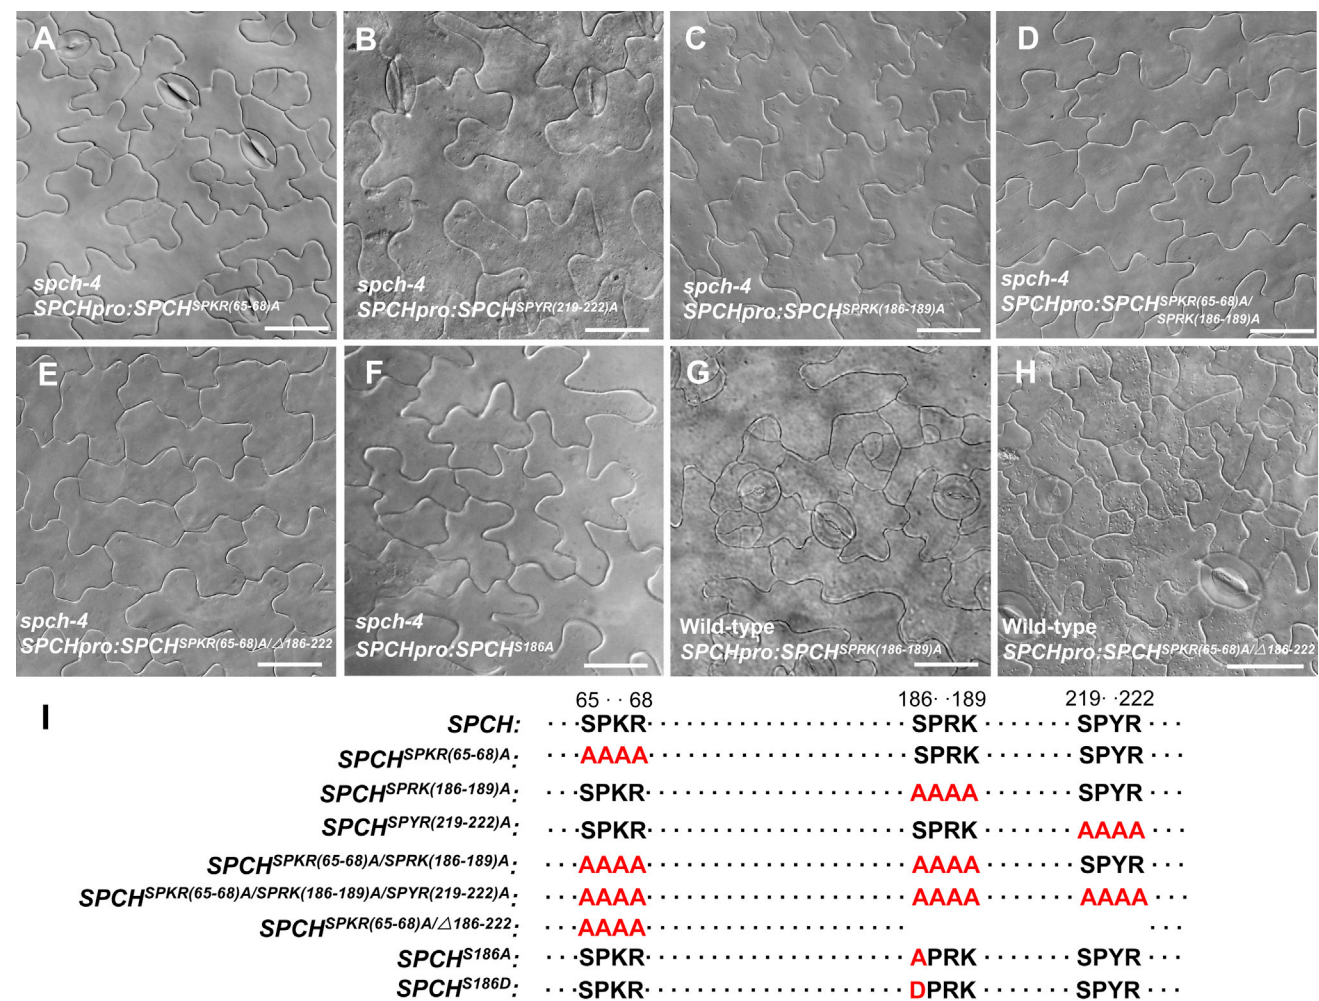 A
spch-4
SPCHpro:SPCHSPKR(65-68)A
B
spch-4
SPCHpro:SPCHSPYR(219-222)A
C
spch-4
SPCHpro:SPCHSPRK(186-189)A
D
spch-4
SPCHpro:SPCHSPKR(65-68)A/
SPRK(186-189)A
E
spch-4
SPCHpro:SPCHSPKR(65-68)A/△186-222
F
spch-4
SPCHpro:SPCHS186A
G
Wild-type
SPCHpro:SPCHSPRK(186-189)A
H
Wild-type
SPCHpro:SPCHSPKR(65-68)A/△186-222
I
65 · · 68 186· ·189 219· ·222
SPCH: · · ·SPKR· · · · · · · · · · · · · · · · · · · ·SPRK· · · · · · ·SPYR· · ·
SPCHSPKR(65-68)A: · · ·AAAA· · · · · · · · · · · · · · · · · · · ·SPRK· · · · · · ·SPYR· · ·
SPCHSPRK(186-189)A: · · ·SPKR· · · · · · · · · · · · · · · · · · · ·AAAA· · · · · · ·SPYR· · ·
SPCHSPYR(219-222)A: · · ·SPKR· · · · · · · · · · · · · · · · · · · ·SPRK· · · · · · ·AAAA· · ·
SPCHSPKR(65-68)A/SPRK(186-189)A: · · ·AAAA· · · · · · · · · · · · · · · · · · · ·AAAA· · · · · · ·SPYR· · ·
SPCHSPKR(65-68)A/SPRK(186-189)A/SPYR(219-222)A: · · ·AAAA· · · · · · · · · · · · · · · · · · · ·AAAA· · · · · · ·AAAA· · ·
SPCHSPKR(65-68)A/△186-222: · · ·AAAA· · · · · · · · · · · · · · · · · · · · · · ·
SPCHS186A: · · ·SPKR· · · · · · · · · · · · · · · · · · · ·APRK· · · · · · ·SPYR· · ·
SPCHS186D: · · ·SPKR· · · · · · · · · · · · · · · · · · · ·DPRK· · · · · · ·SPYR· · ·